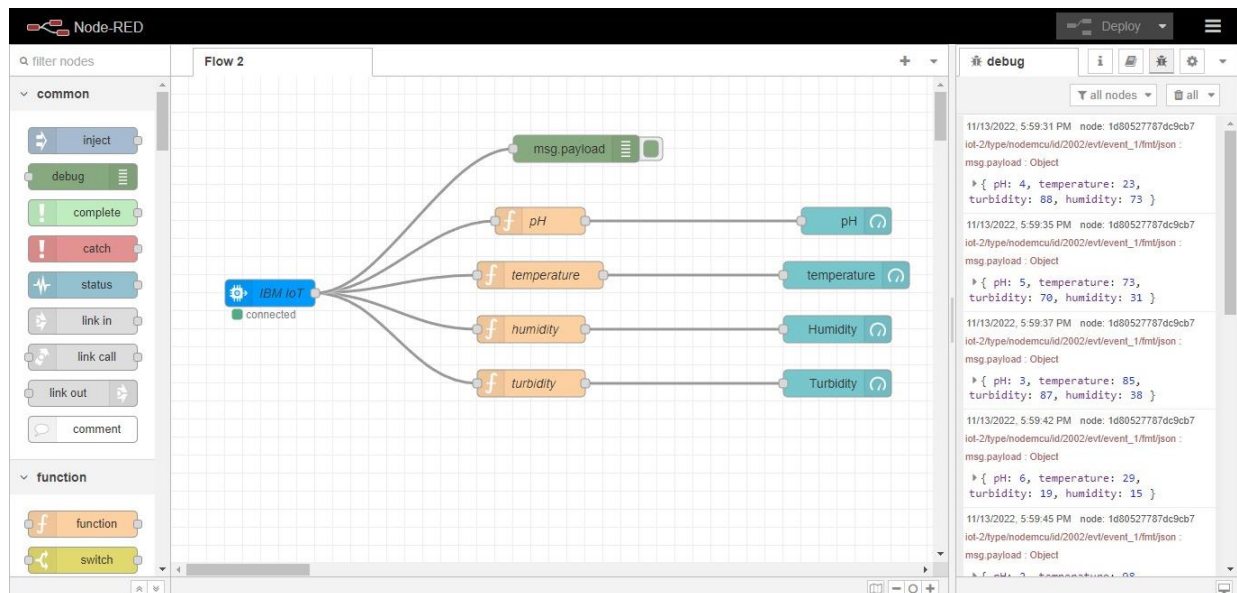 Node-RED
Deploy
filter nodes
Flow 2
debug
i
all nodes
all
common
inject
debug
complete
catch
status
link in
link call
link out
comment
function
function
switch
msg.payload
f pH
pH
f temperature
temperature
IBM IoT
connected
f humidity
Humidity
f turbidity
Turbidity
11/13/2022, 5:59:31 PM node: 1d80527787dc9cb7
iot-2/type/nodemcu/id/2002/evt/event_1/fmt/json :
msg.payload : Object
{ pH: 4, temperature: 23,
turbidity: 88, humidity: 73 }
11/13/2022, 5:59:35 PM node: 1d80527787dc9cb7
iot-2/type/nodemcu/id/2002/evt/event_1/fmt/json :
msg.payload : Object
{ pH: 5, temperature: 73,
turbidity: 70, humidity: 31 }
11/13/2022, 5:59:37 PM node: 1d80527787dc9cb7
iot-2/type/nodemcu/id/2002/evt/event_1/fmt/json :
msg.payload : Object
{ pH: 3, temperature: 85,
turbidity: 87, humidity: 38 }
11/13/2022, 5:59:42 PM node: 1d80527787dc9cb7
iot-2/type/nodemcu/id/2002/evt/event_1/fmt/json :
msg.payload : Object
{ pH: 6, temperature: 29,
turbidity: 19, humidity: 15 }
11/13/2022, 5:59:45 PM node: 1d80527787dc9cb7
iot-2/type/nodemcu/id/2002/evt/event_1/fmt/json :
msg.payload : Object